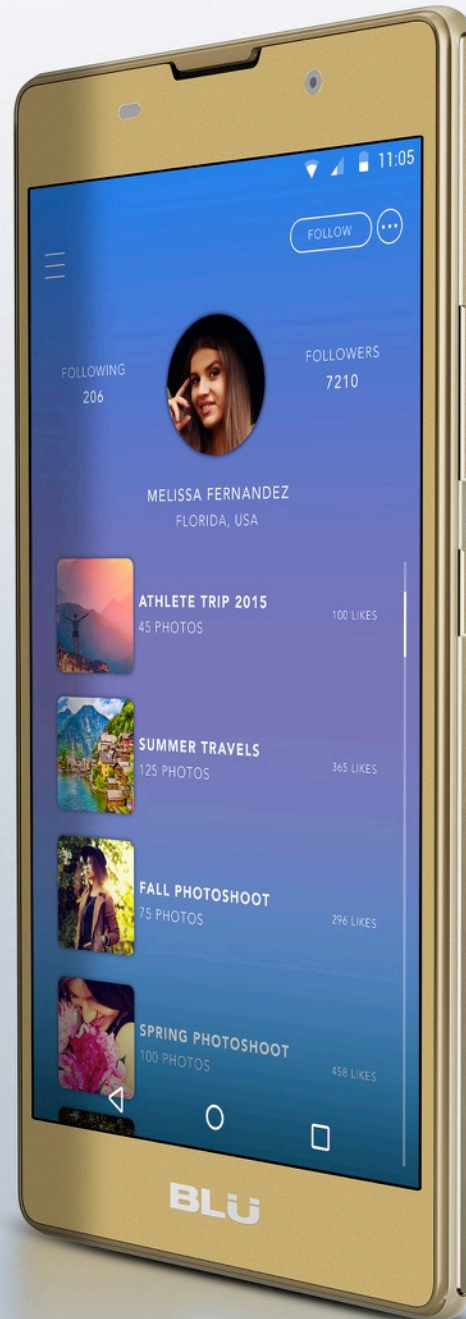 11:05
FOLLOW
FOLLOWING
206
FOLLOWERS
7210
MELISSA FERNANDEZ
FLORIDA, USA
ATHLETE TRIP 2015
45 PHOTOS
100 LIKES
SUMMER TRAVELS
125 PHOTOS
365 LIKES
FALL PHOTOSHOOT
75 PHOTOS
296 LIKES
SPRING PHOTOSHOOT
100 PHOTOS
458 LIKES
BLU